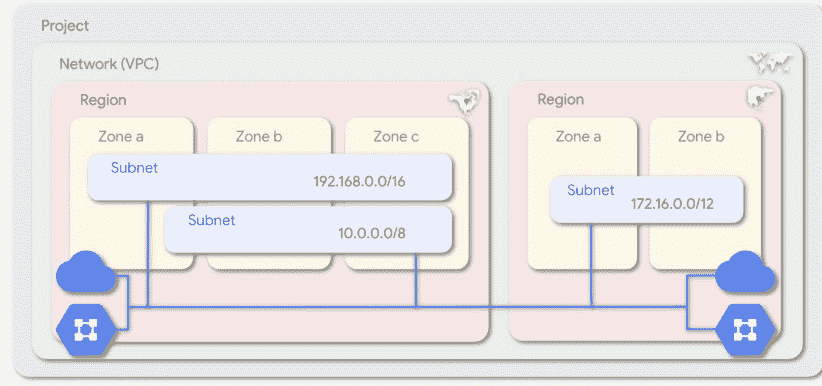 Project
Network (VPC)
Region
Region
Zone a
Zone b
Zone c
Zone a
Zone b
Subnet
192.168.0.0/16
Subnet
172.16.0.0/12
Subnet
10.0.0.0/8